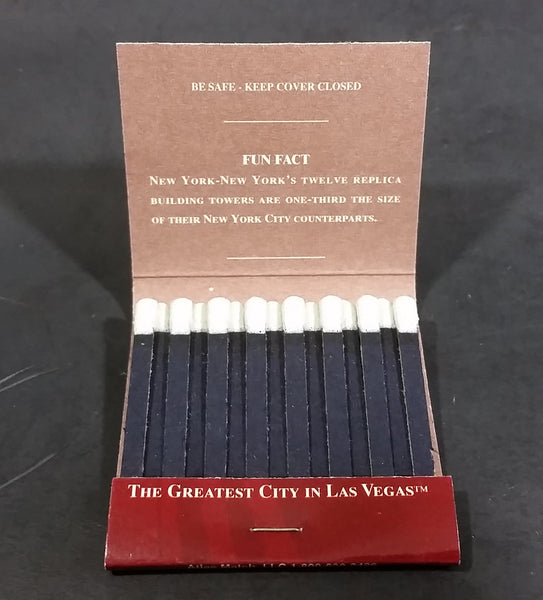 BE SAFE - KEEP COVER CLOSED
FUN FACT
NEW YORK-NEW YORK'S TWELVE REPLICA
BUILDING TOWERS ARE ONE-THIRD THE SIZE
OF THEIR NEW YORK CITY COUNTERPARTS.
THE GREATEST CITY IN LAS VEGAS™